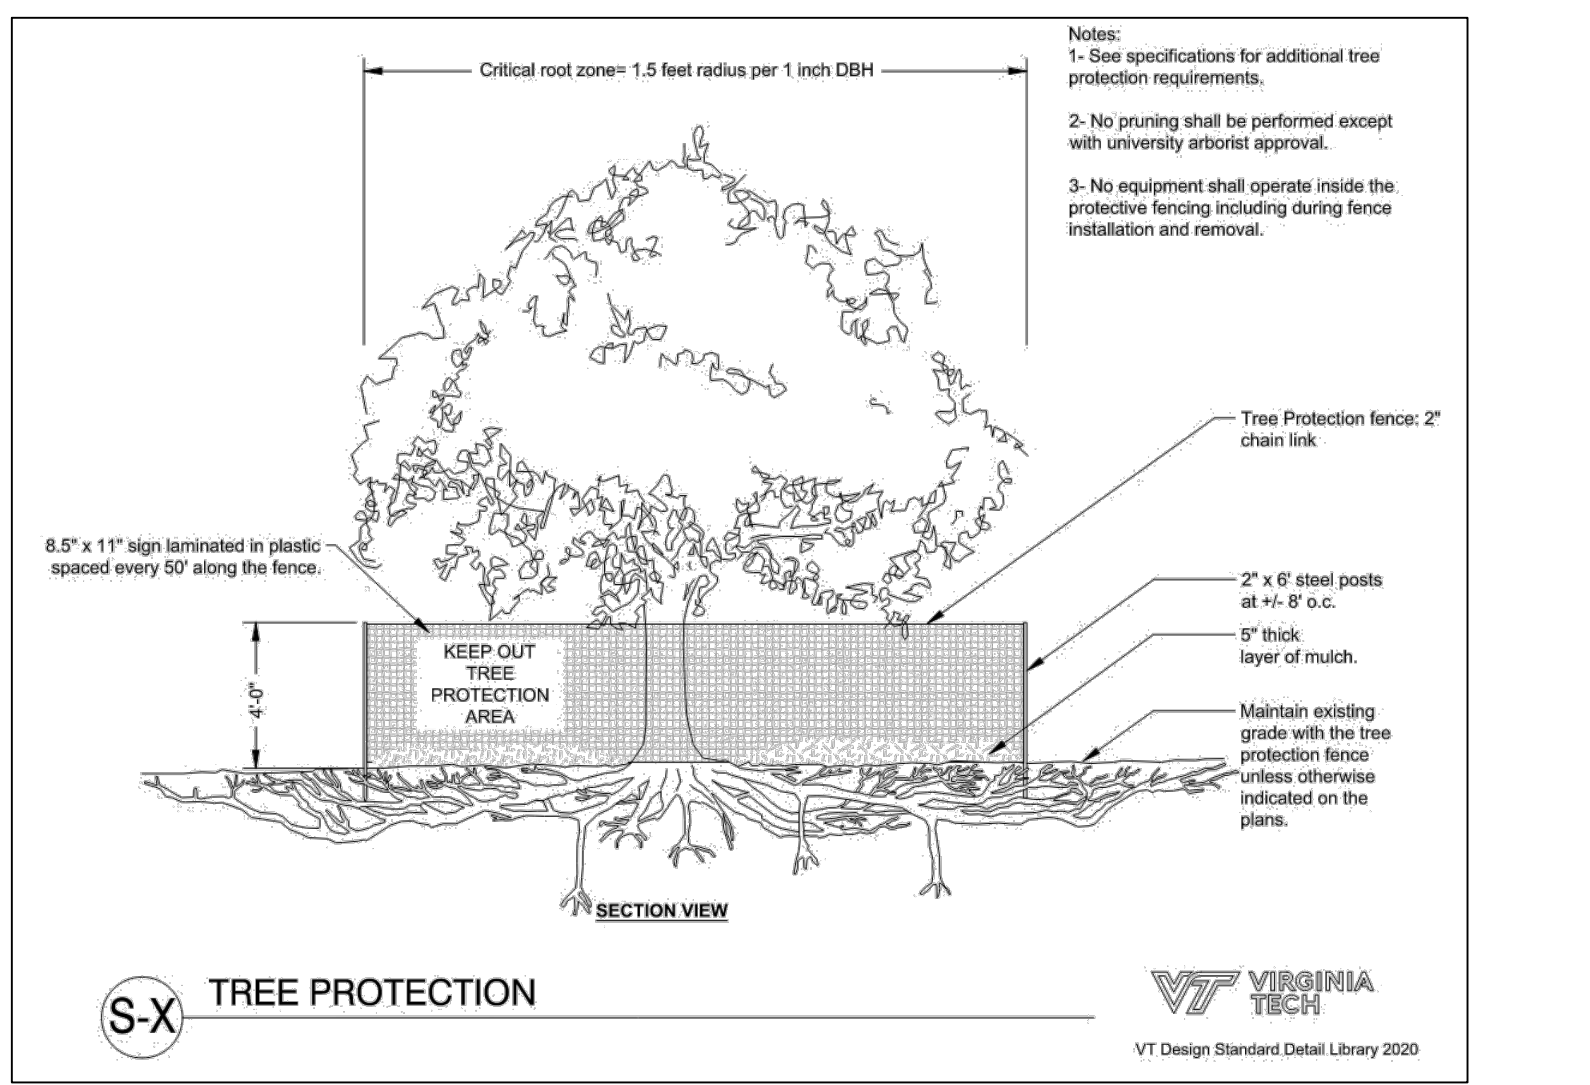 Critical root zone= 1.5 feet radius per 1 inch DBH
Notes:
1- See specifications for additional tree
protection requirements.
2- No pruning shall be performed except
with university arborist approval.
3- No equipment shall operate inside the
protective fencing including during fence
installation and removal.
Tree Protection fence: 2"
chain link
8.5" x 11" sign laminated in plastic
spaced every 50' along the fence.
2" x 6' steel posts
at +/- 8' o.c.
5" thick
layer of mulch.
KEEP OUT
TREE
PROTECTION
AREA
4'-0"
Maintain existing
grade with the tree
protection fence
unless otherwise
indicated on the
plans.
SECTION VIEW
S-X
TREE PROTECTION
VT VIRGINIA
TECH
VT Design Standard Detail Library 2020